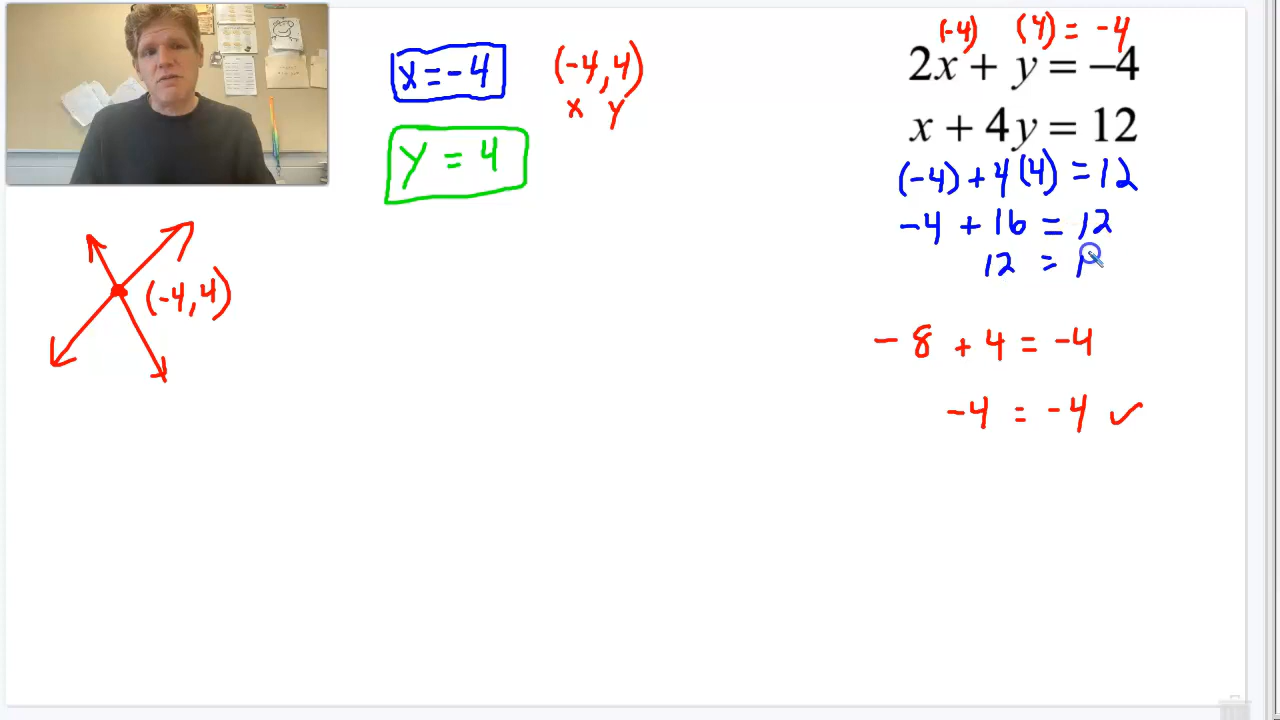 x = -4
(-4, 4)
x y
y = 4
(-4, 4)
(-4) (4) = -4
2x + y = -4
x + 4y = 12
(-4) + 4(4) = 12
-4 + 16 = 12
12 = 1
-8 + 4 = -4
-4 = -4 ✓